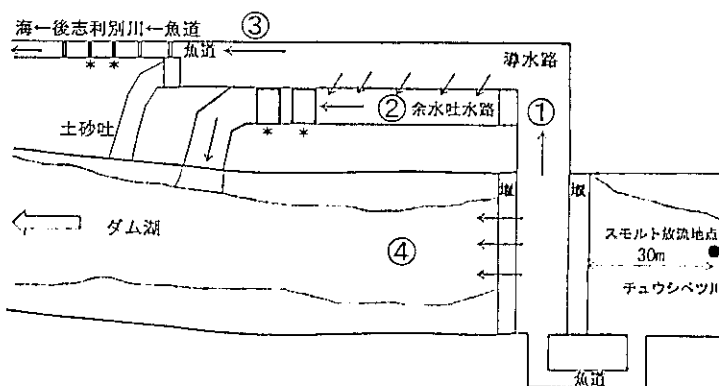 海←後志利別川←魚道
③
魚道
導水路
* *
①
②
余水吐水路
土砂吐
* *
堰
堰
ダム湖
④
スモルト放流地点
30m
チュウシベツ川
魚道